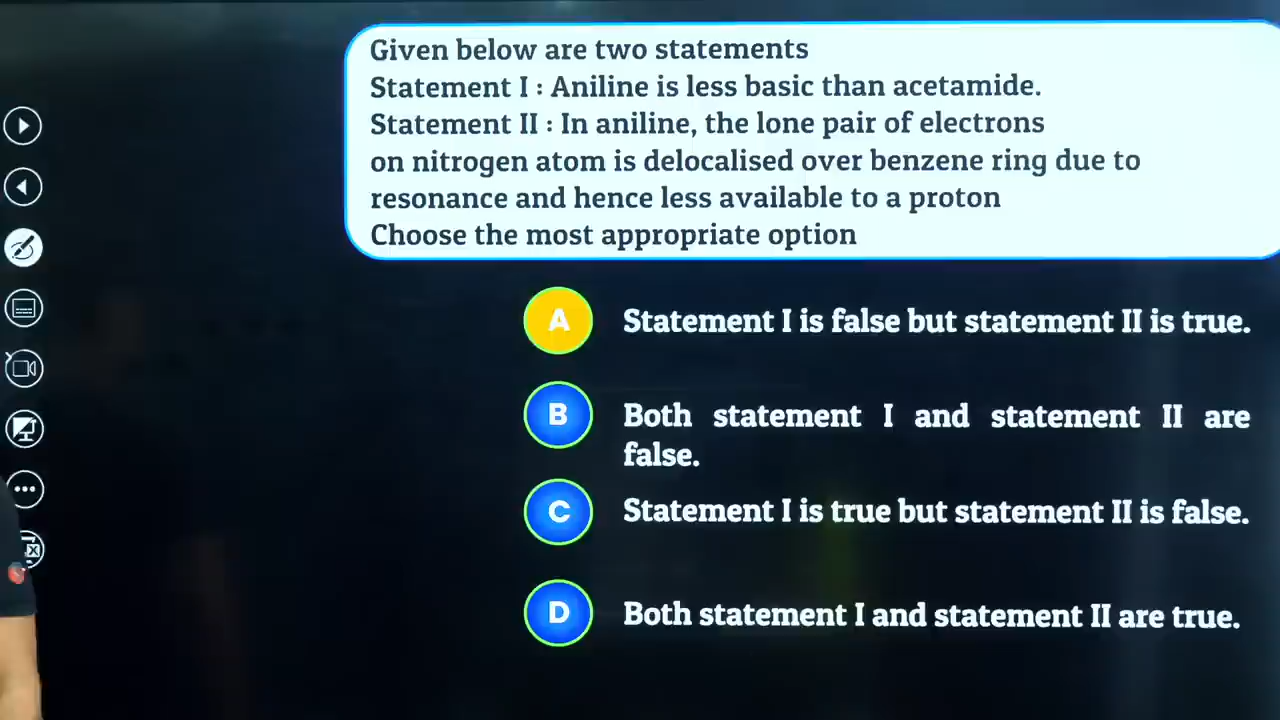 Given below are two statements
Statement I : Aniline is less basic than acetamide.
Statement II : In aniline, the lone pair of electrons
on nitrogen atom is delocalised over benzene ring due to
resonance and hence less available to a proton
Choose the most appropriate option
A Statement I is false but statement II is true.
B Both statement I and statement II are
false.
C Statement I is true but statement II is false.
D Both statement I and statement II are true.